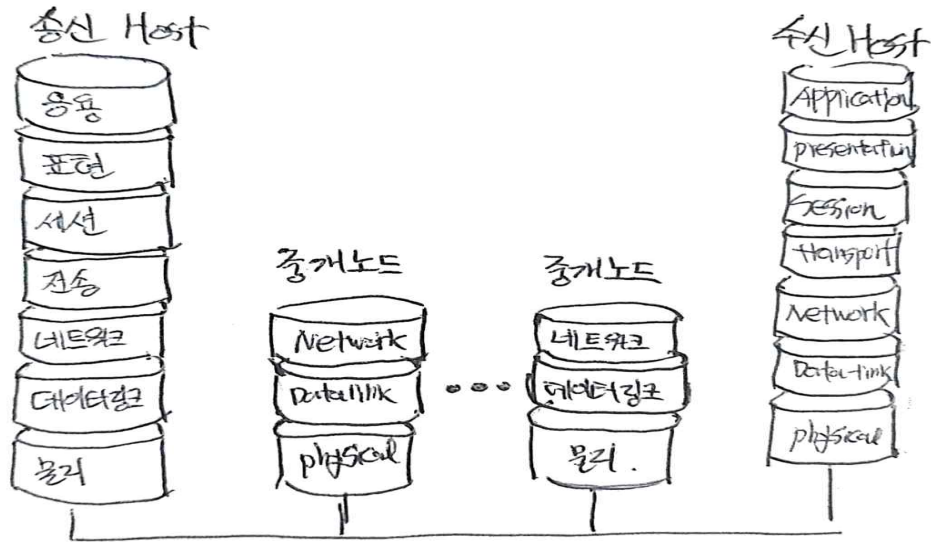 송신 Host
응용
표현
세션
전송
네트워크
데이터링크
물리
중개노드
Network
Datalink
physical
중개노드
네트워크
데이터링크
물리.
수신 Host
Application
presentation
Session
transport
Network
Data-link
physical